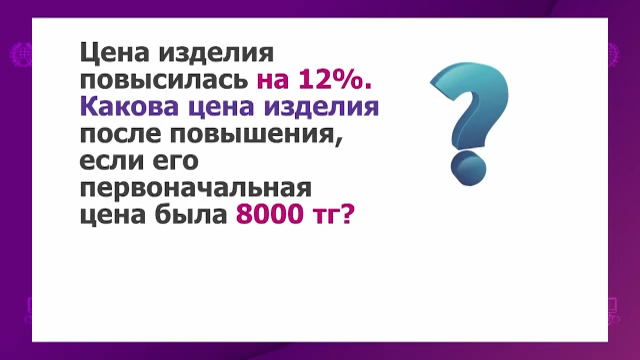 Цена изделия
повысилась на 12%.
Какова цена изделия
после повышения,
если его
первоначальная
цена была 8000 тг?